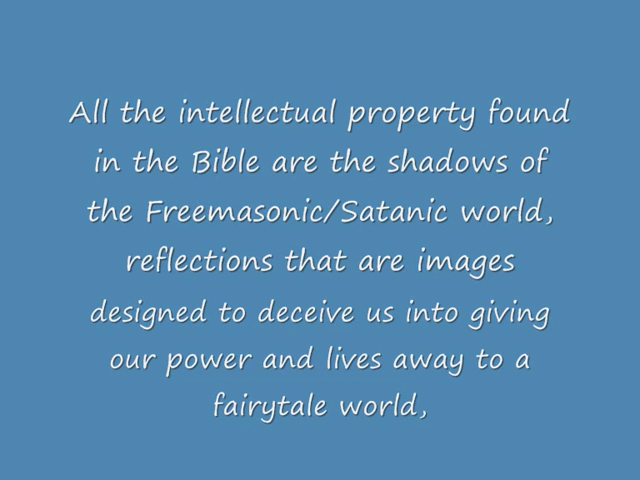 All the intellectual property found
in the Bible are the shadows of
the Freemasonic/Satanic world,
reflections that are images
designed to deceive us into giving
our power and lives away to a
fairytale world,